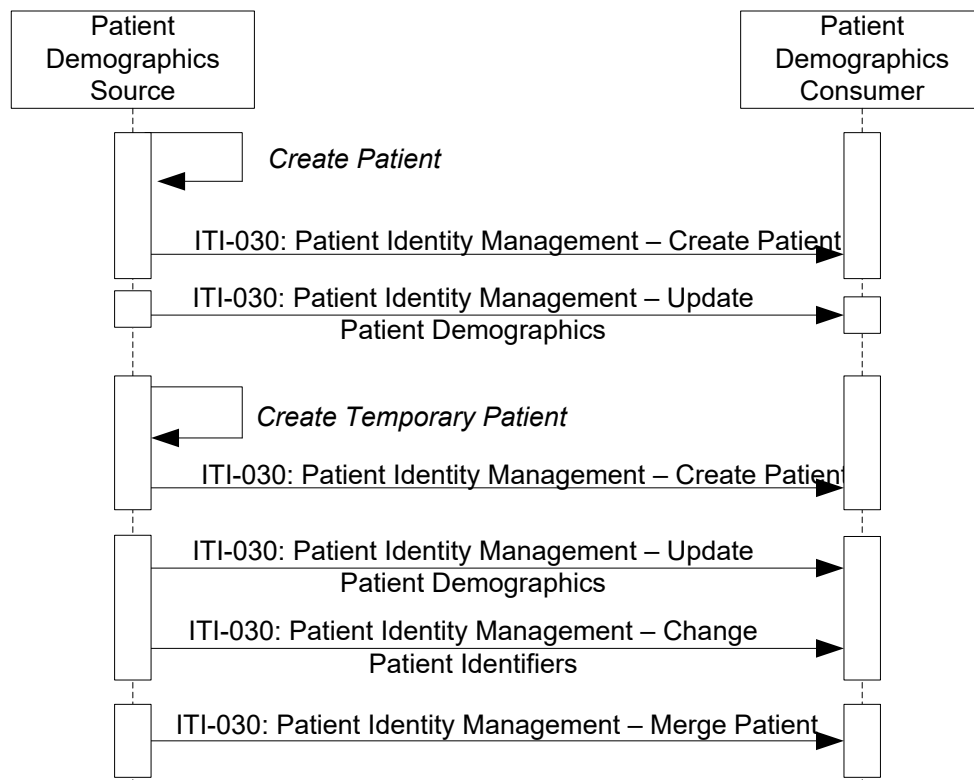 Patient
Demographics
Source
Patient
Demographics
Consumer
Create Patient
ITI-030: Patient Identity Management – Create Patient
ITI-030: Patient Identity Management – Update
Patient Demographics
Create Temporary Patient
ITI-030: Patient Identity Management – Create Patient
ITI-030: Patient Identity Management – Update
Patient Demographics
ITI-030: Patient Identity Management – Change
Patient Identifiers
ITI-030: Patient Identity Management – Merge Patient